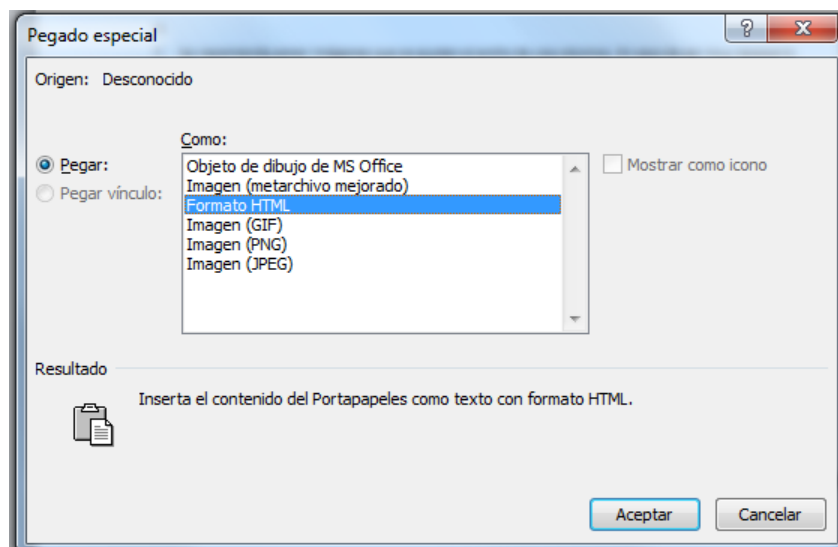 Pegado especial
Origen: Desconocido
Como:
Pegar:
Pegar vínculo:
Objeto de dibujo de MS Office
Imagen (metarchivo mejorado)
Formato HTML
Imagen (GIF)
Imagen (PNG)
Imagen (JPEG)
Mostrar como icono
Resultado
Inserta el contenido del Portapapeles como texto con formato HTML.
Aceptar
Cancelar